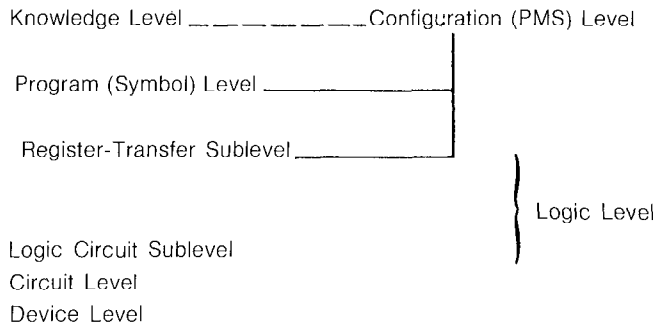 Knowledge Level Configuration (PMS) Level
Program (Symbol) Level
Register-Transfer Sublevel
Logic Level
Logic Circuit Sublevel
Circuit Level
Device Level